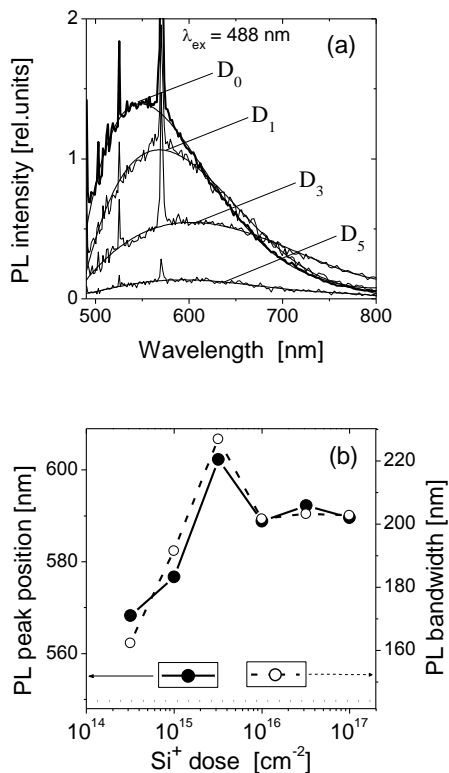 2
λex = 488 nm
(a)
D0
D1
1
D3
D5
0
PL intensity [rel.units]
500 600 700 800
Wavelength [nm]
(b)
600
580
560
PL peak position [nm]
220
200
180
160
PL bandwidth [nm]
10^14 10^15 10^16 10^17
Si+ dose [cm-2]